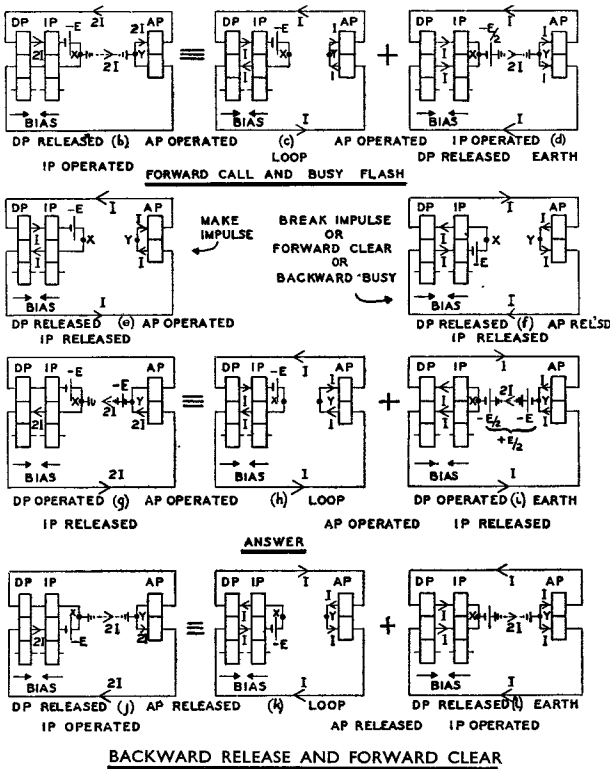 DP IP -E 2I 2I AP ≡ DP IP -E I I AP + DP IP -E/2 I I AP
2I X Y 2I I X Y I I X 2I Y I
BIAS BIAS I BIAS I
DP RELEASED (b) AP OPERATED (c) AP OPERATED IP OPERATED (d)
IP OPERATED LOOP DP RELEASED EARTH
FORWARD CALL AND BUSY FLASH
DP IP -E I AP MAKE IMPULSE BREAK IMPULSE OR FORWARD CLEAR OR BACKWARD BUSY DP IP I AP
I X Y I I X Y
I I I -E I
BIAS I BIAS I
DP RELEASED (e) AP OPERATED DP RELEASED (f) AP REL'SD
IP RELEASED IP RELEASED
DP IP -E AP ≡ DP IP -E I AP + DP IP I AP
X -E Y I X Y I I X 2I Y I
2I 2I 2I I I I -E/2 -E I
+E/2
BIAS 2I BIAS I BIAS I
DP OPERATED (g) AP OPERATED (h) LOOP DP OPERATED (i) EARTH
IP RELEASED AP OPERATED IP RELEASED
ANSWER
DP IP AP ≡ DP IP I AP + DP IP I AP
X Y I X Y I I X Y I
2I -E 2I 2I I -E I I 2I I
BIAS 2I BIAS I BIAS I
DP RELEASED (j) AP RELEASED (k) LOOP DP RELEASED (l) EARTH
IP OPERATED AP RELEASED IP OPERATED
BACKWARD RELEASE AND FORWARD CLEAR